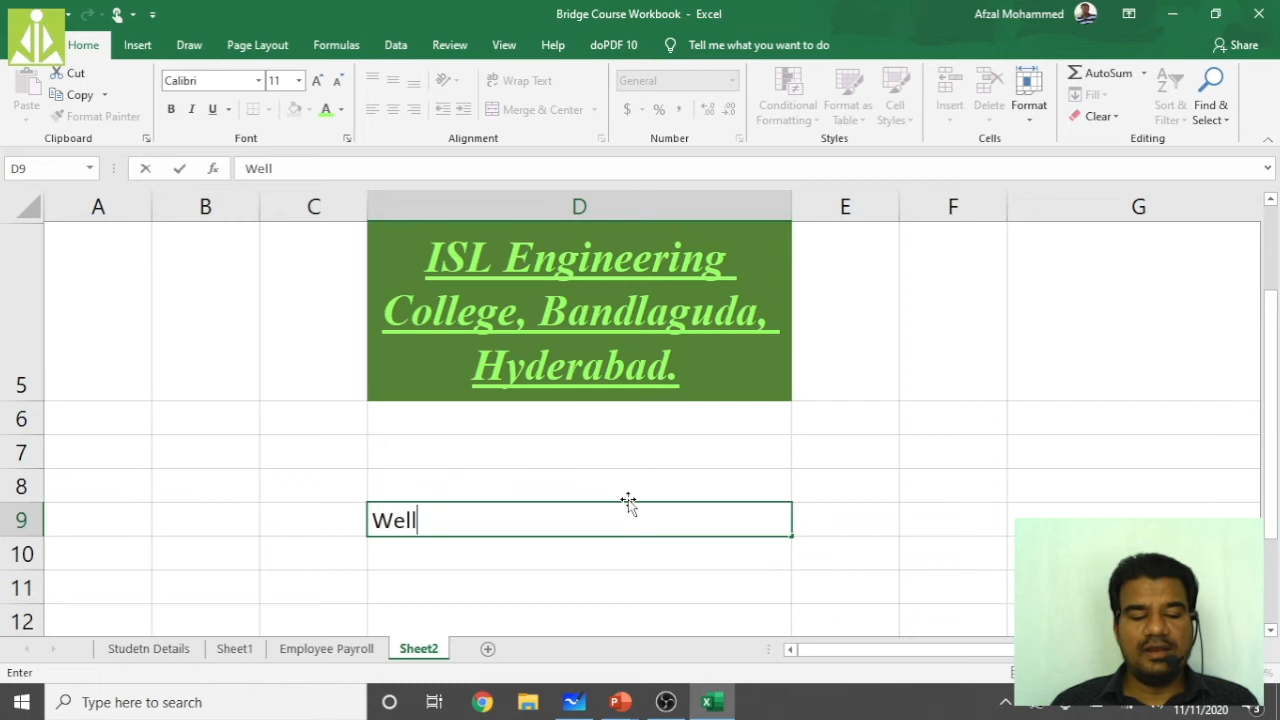 Bridge Course Workbook - Excel
Afzal Mohammed
Home Insert Draw Page Layout Formulas Data Review View Help doPDF 10 Tell me what you want to do Share
Paste
Cut
Copy
Format Painter
Clipboard
Calibri 11
B I U
Font
Wrap Text
Merge & Center
Alignment
General
$ % ,
Number
Conditional Formatting
Format as Table
Cell Styles
Styles
Insert Delete Format
Cells
AutoSum
Fill
Clear
Sort & Filter
Find & Select
Editing
D9 fx Well
A B C D E F G
ISL Engineering
College, Bandlaguda,
Hyderabad.
5
6
7
8
9 Well
10
11
12
Studetn Details Sheet1 Employee Payroll Sheet2
Enter
Type here to search
11/11/2020